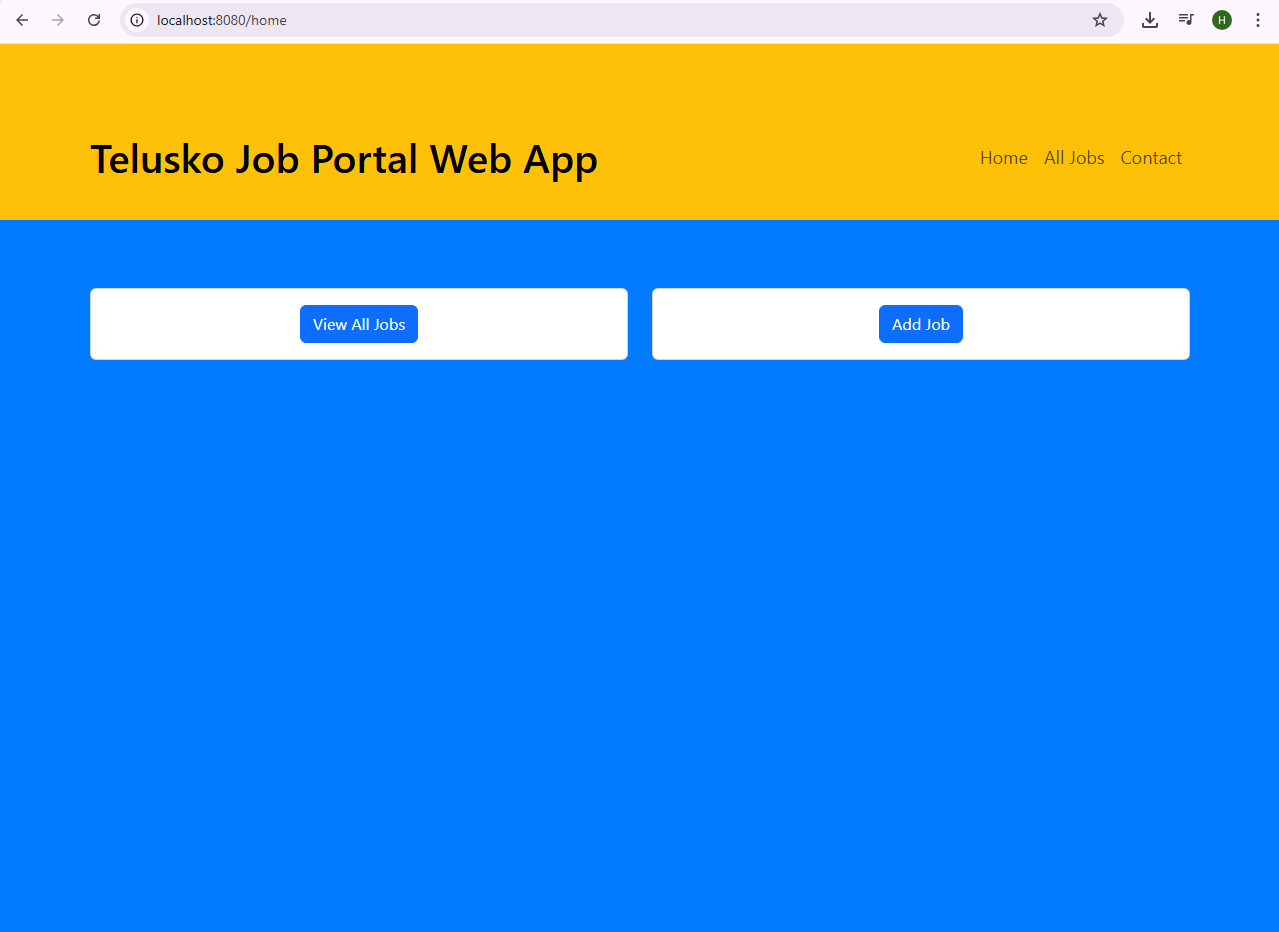 localhost:8080/home
H
Telusko Job Portal Web App
Home All Jobs Contact
View All Jobs
Add Job